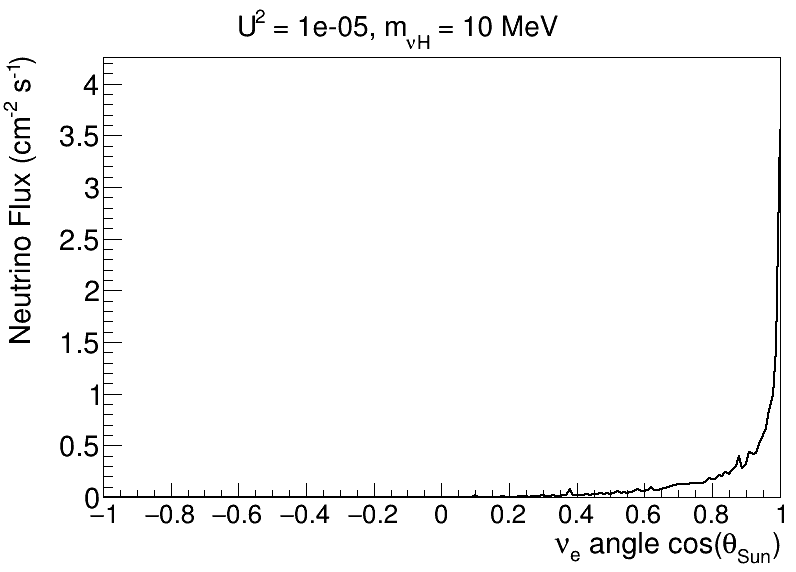 U² = 1e-05, m_νH = 10 MeV
Neutrino Flux (cm⁻² s⁻¹)
4
3.5
3
2.5
2
1.5
1
0.5
0
−1 −0.8 −0.6 −0.4 −0.2 0 0.2 0.4 0.6 0.8 1
ν_e angle cos(θ_Sun)